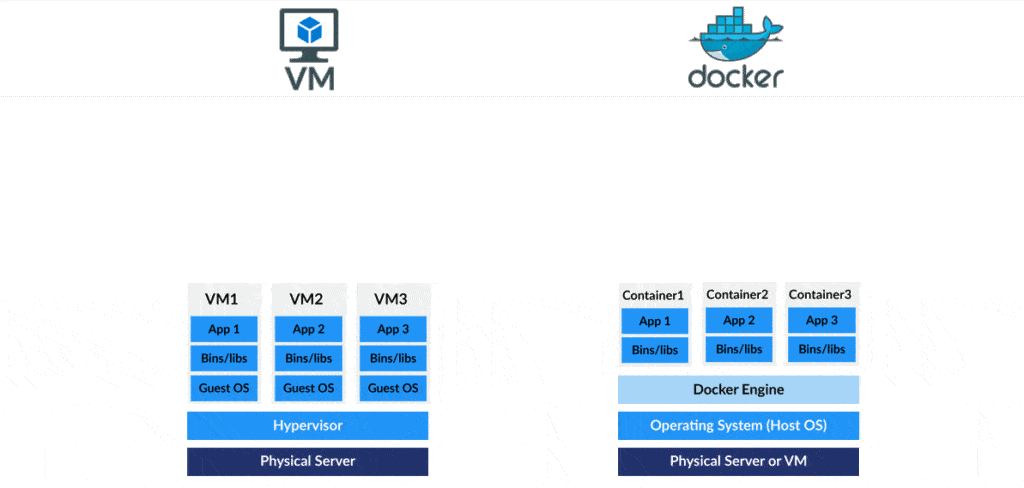 VM
docker
VM1 VM2 VM3
App 1 App 2 App 3
Bins/libs Bins/libs Bins/libs
Guest OS Guest OS Guest OS
Hypervisor
Physical Server
Container1 Container2 Container3
App 1 App 2 App 3
Bins/libs Bins/libs Bins/libs
Docker Engine
Operating System (Host OS)
Physical Server or VM